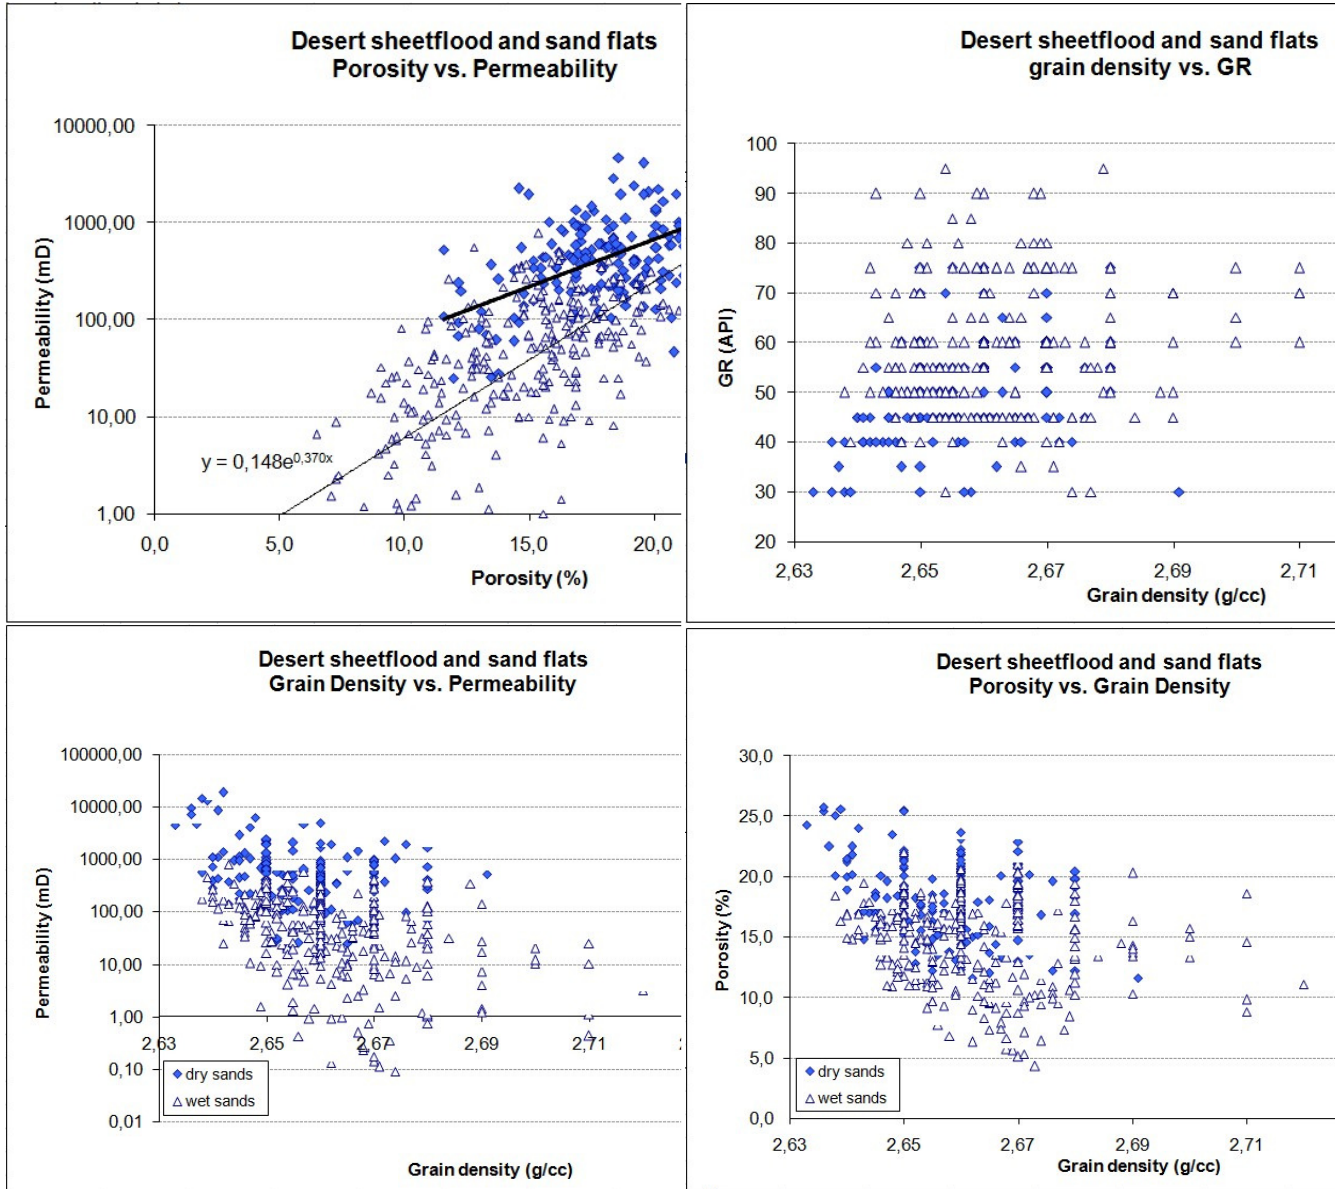 Desert sheetflood and sand flats
Porosity vs. Permeability
10000,00
1000,00
100,00
10,00
1,00
Permeability (mD)
y = 0,148e0,370x
0,0 5,0 10,0 15,0 20,0
Porosity (%)
Desert sheetflood and sand flats
grain density vs. GR
100
90
80
70
60
50
40
30
20
GR (API)
2,63 2,65 2,67 2,69 2,71
Grain density (g/cc)
Desert sheetflood and sand flats
Grain Density vs. Permeability
100000,00
10000,00
1000,00
100,00
10,00
1,00
0,10
0,01
Permeability (mD)
2,63 2,65 2,67 2,69 2,71
dry sands
wet sands
Grain density (g/cc)
Desert sheetflood and sand flats
Porosity vs. Grain Density
30,0
25,0
20,0
15,0
10,0
5,0
0,0
Porosity (%)
dry sands
wet sands
2,63 2,65 2,67 2,69 2,71
Grain density (g/cc)